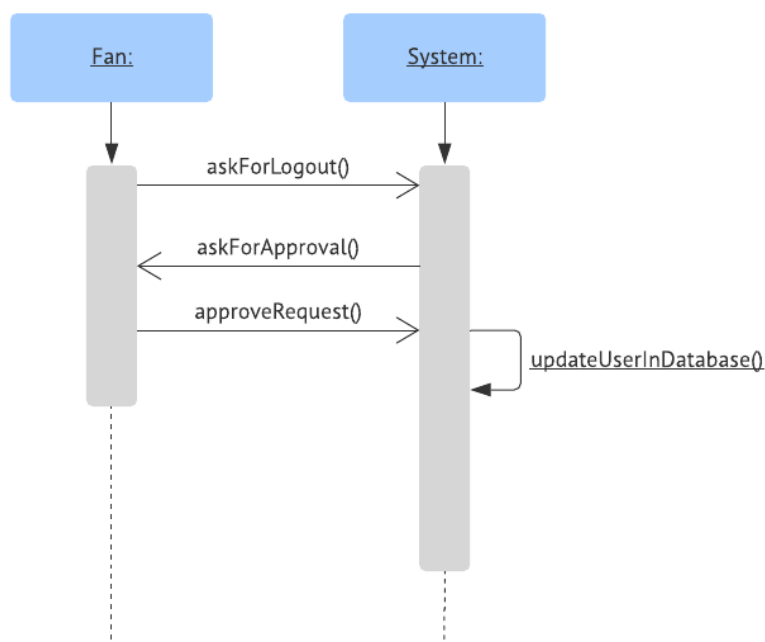 Fan:
System:
askForLogout()
askForApproval()
approveRequest()
updateUserInDatabase()